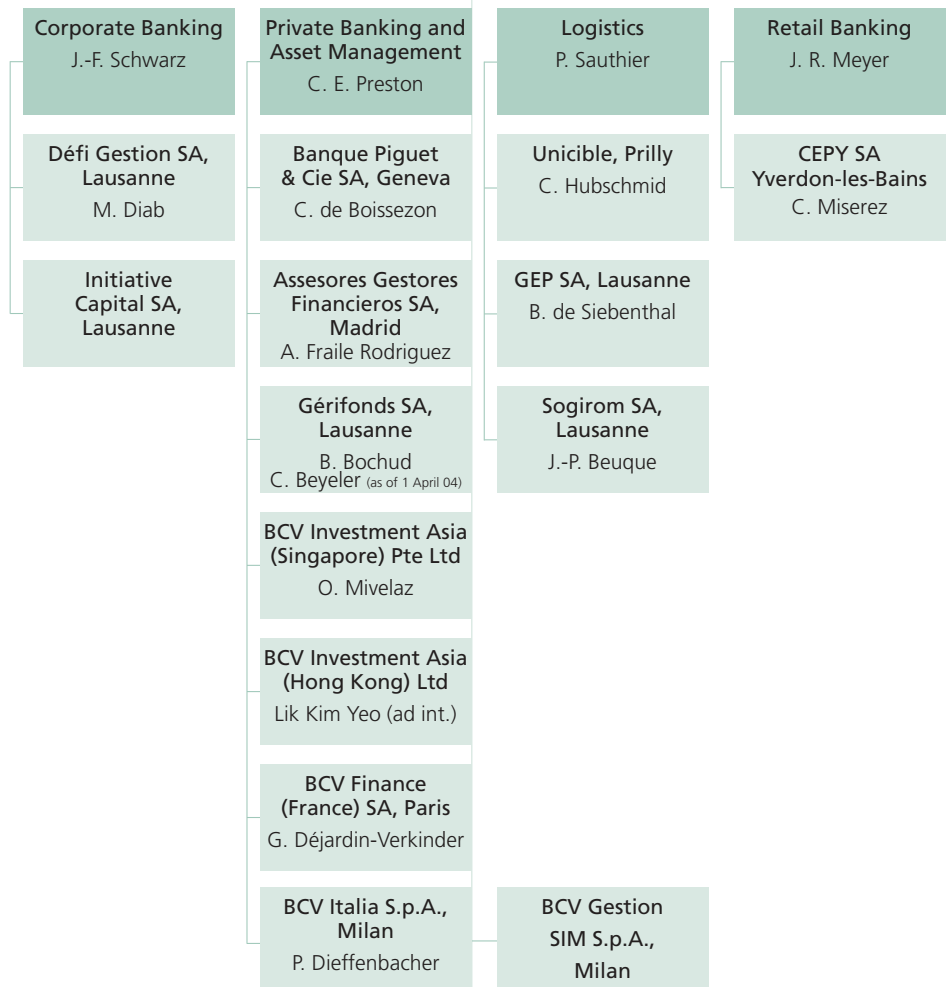 Corporate Banking
J.-F. Schwarz
Défi Gestion SA,
Lausanne
M. Diab
Initiative
Capital SA,
Lausanne
Private Banking and
Asset Management
C. E. Preston
Banque Piguet
& Cie SA, Geneva
C. de Boissezon
Assesores Gestores
Financieros SA,
Madrid
A. Fraile Rodriguez
Gérifonds SA,
Lausanne
B. Bochud
C. Beyeler (as of 1 April 04)
BCV Investment Asia
(Singapore) Pte Ltd
O. Mivelaz
BCV Investment Asia
(Hong Kong) Ltd
Lik Kim Yeo (ad int.)
BCV Finance
(France) SA, Paris
G. Déjardin-Verkinder
BCV Italia S.p.A.,
Milan
P. Dieffenbacher
BCV Gestion
SIM S.p.A.,
Milan
Logistics
P. Sauthier
Unicible, Prilly
C. Hubschmid
GEP SA, Lausanne
B. de Siebenthal
Sogirom SA,
Lausanne
J.-P. Beuque
Retail Banking
J. R. Meyer
CEPY SA
Yverdon-les-Bains
C. Miserez